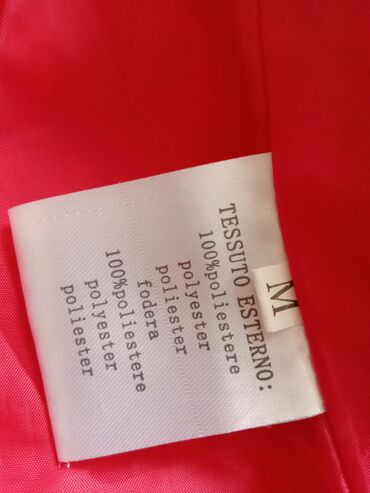 M
TESSUTO ESTERNO:
100%poliestere
polyester
poliester
fodera
100%poliestere
polyester
poliester